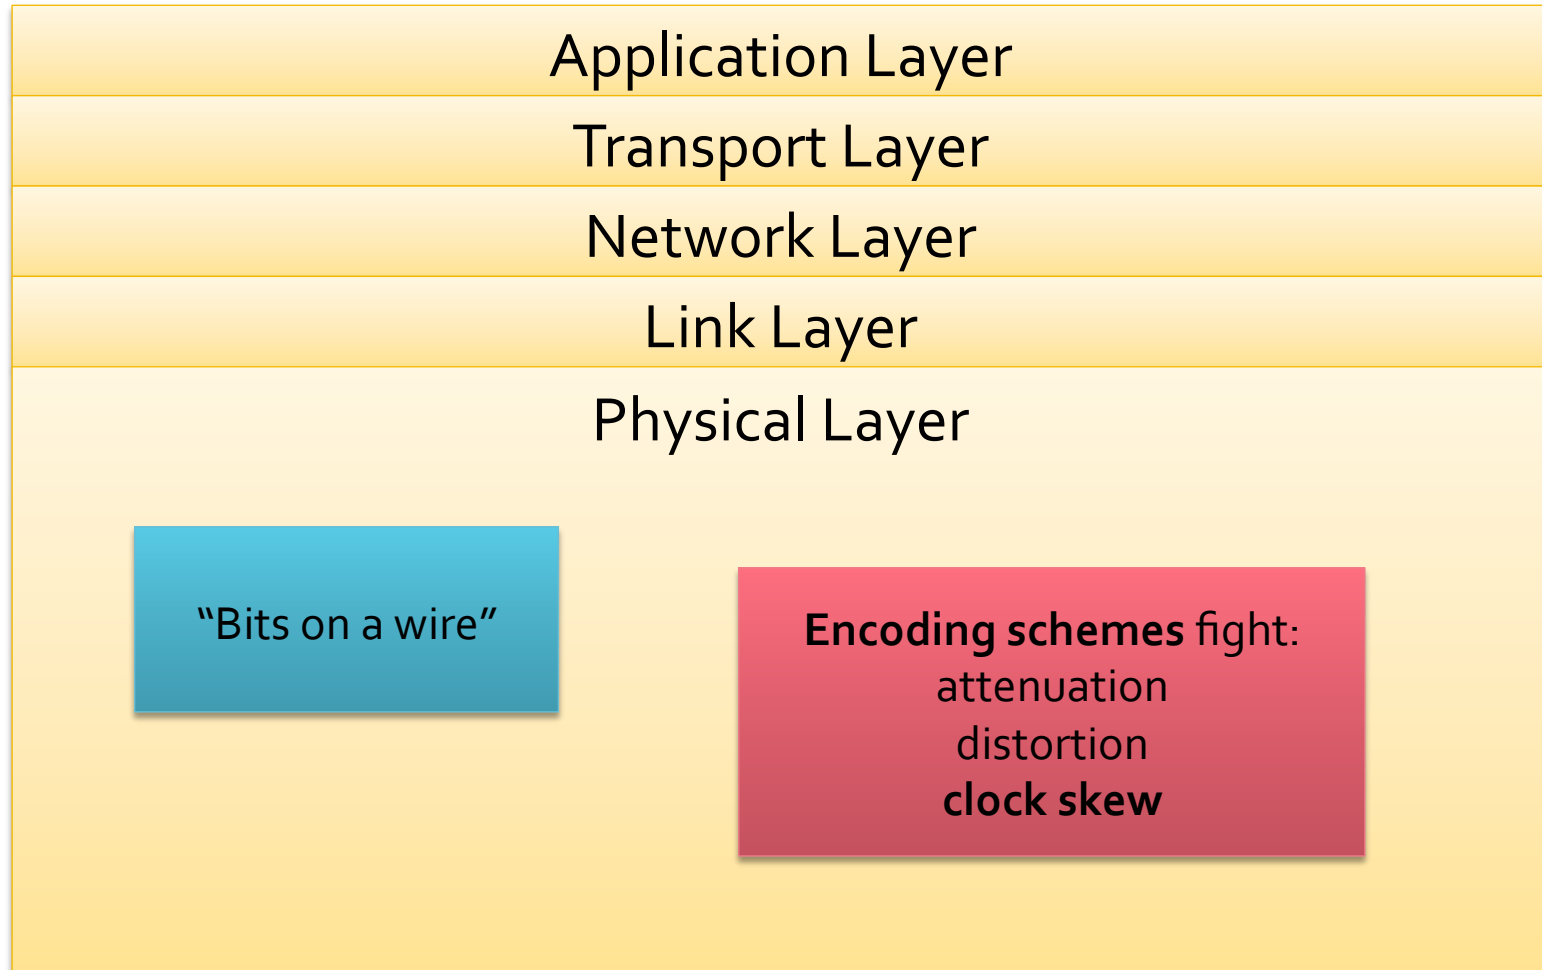 Application Layer
Transport Layer
Network Layer
Link Layer
Physical Layer
“Bits on a wire”
Encoding schemes fight:
attenuation
distortion
clock skew